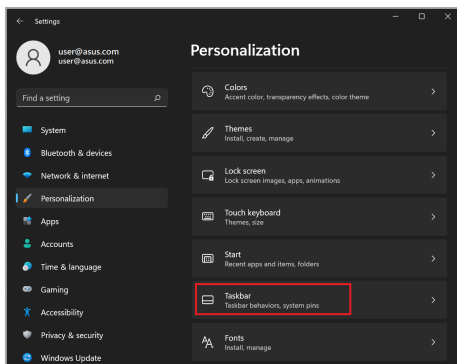 Settings
user@asus.com
user@asus.com
Find a setting
System
Bluetooth & devices
Network & internet
Personalization
Apps
Accounts
Time & language
Gaming
Accessibility
Privacy & security
Windows Update
Personalization
Colors
Accent color, transparency effects, color theme
Themes
Install, create, manage
Lock screen
Lock screen images, apps, animations
Touch keyboard
Themes, size
Start
Recent apps and items, folders
Taskbar
Taskbar behaviors, system pins
Fonts
Install, manage